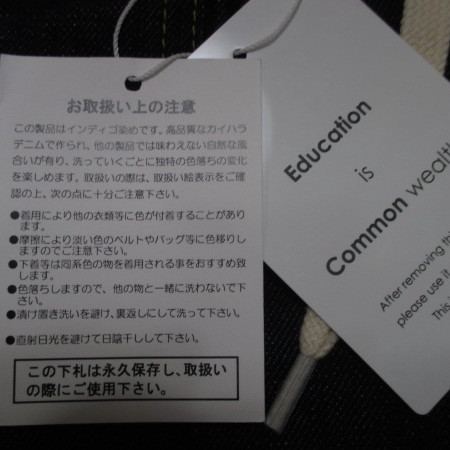 お取扱い上の注意
この製品はインディゴ染めです。高品質なカイハラ
デニムで作られ、他の製品では味わえない自然な風
合いが有り、洗っていくごとに独特の色落ちの変化
を楽しめます。取扱いの際は、取扱い絵表示をご確
認の上、次の点に十分ご注意下さい。
●着用により他の衣類等に色が付着することがあり
ます。
●摩擦により淡い色のベルトやバッグ等に色移りし
ますのでご注意下さい。
●下着等は同系色の物を着用される事をおすすめ致
します。
●色落ちしますので、他の物と一緒に洗わないで下
さい。
●漬け置き洗いを避け、裏返しにして洗って下さい。
●直射日光を避けて日陰干しして下さい。
この下札は永久保存し、取扱い
の際にご使用下さい。
Education
is
Common wealth
After removing this
please use it
This